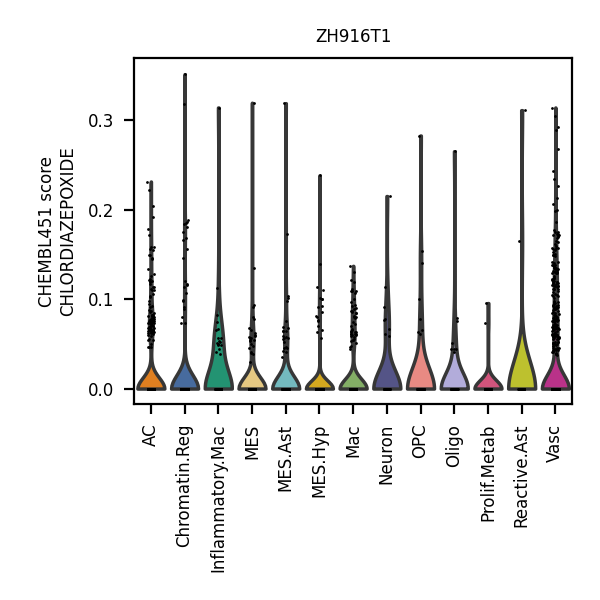 ZH916T1
CHEMBL451 score
CHLORDIAZEPOXIDE
0.3
0.2
0.1
0.0
AC
Chromatin.Reg
Inflammatory.Mac
MES
MES.Ast
MES.Hyp
Mac
Neuron
OPC
Oligo
Prolif.Metab
Reactive.Ast
Vasc